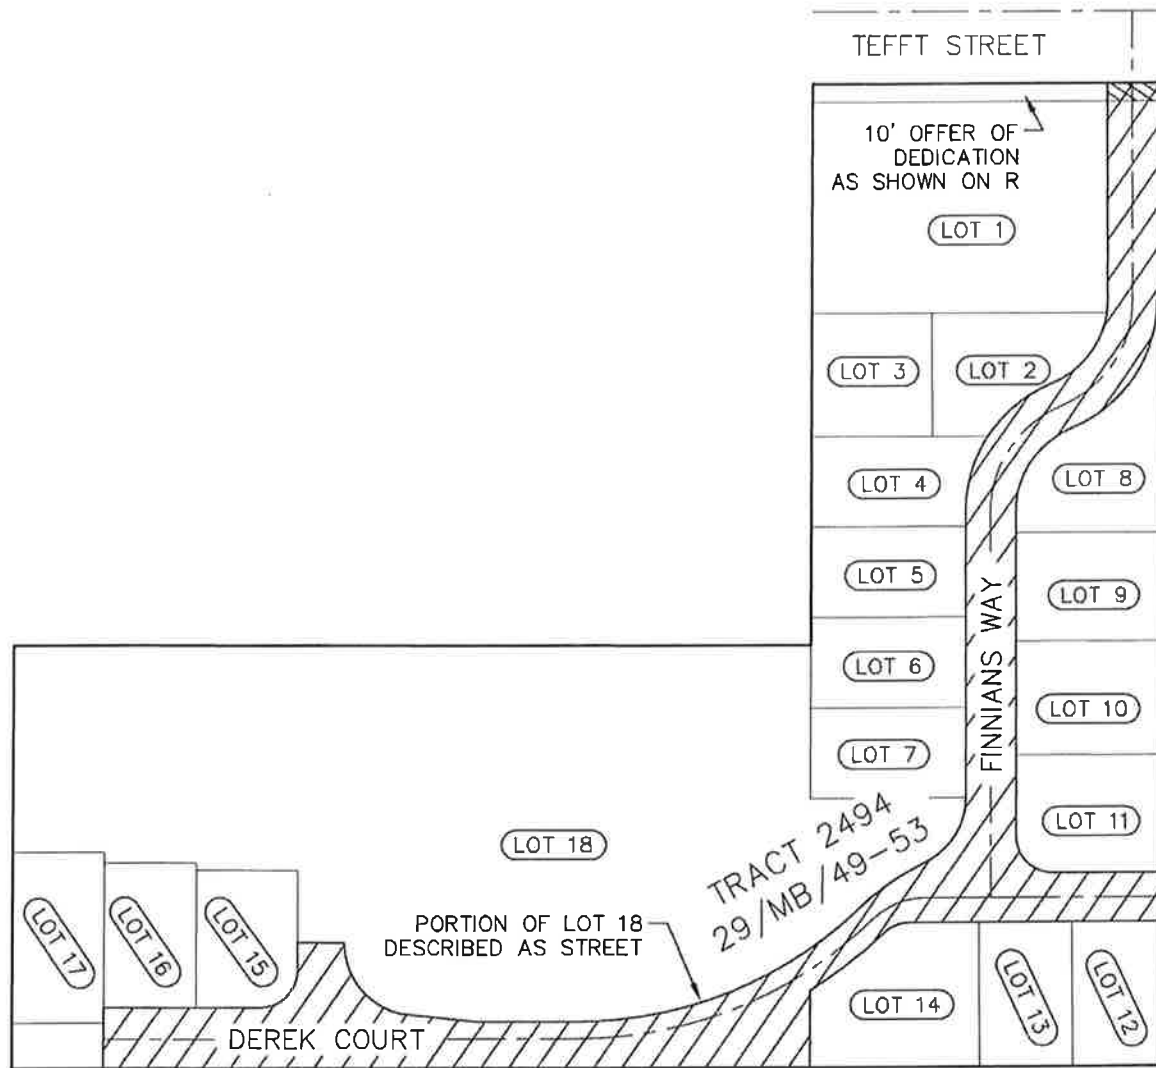 TEFFT STREET
10' OFFER OF
DEDICATION
AS SHOWN ON R
LOT 1
LOT 3
LOT 2
LOT 4
LOT 8
LOT 5
LOT 9
FINNIANS WAY
LOT 6
LOT 10
LOT 7
LOT 11
TRACT 2494
29/MB/49-53
LOT 18
PORTION OF LOT 18
DESCRIBED AS STREET
LOT 17
LOT 16
LOT 15
LOT 14
LOT 13
LOT 12
DEREK COURT